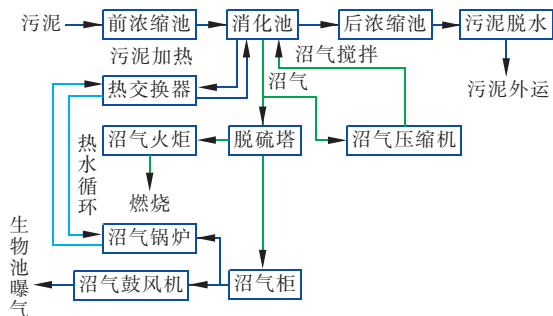 污泥
前浓缩池
消化池
后浓缩池
污泥脱水
污泥加热
沼气搅拌
沼气
污泥外运
热交换器
沼气火炬
脱硫塔
沼气压缩机
热水循环
燃烧
生物池曝气
沼气锅炉
沼气鼓风机
沼气柜